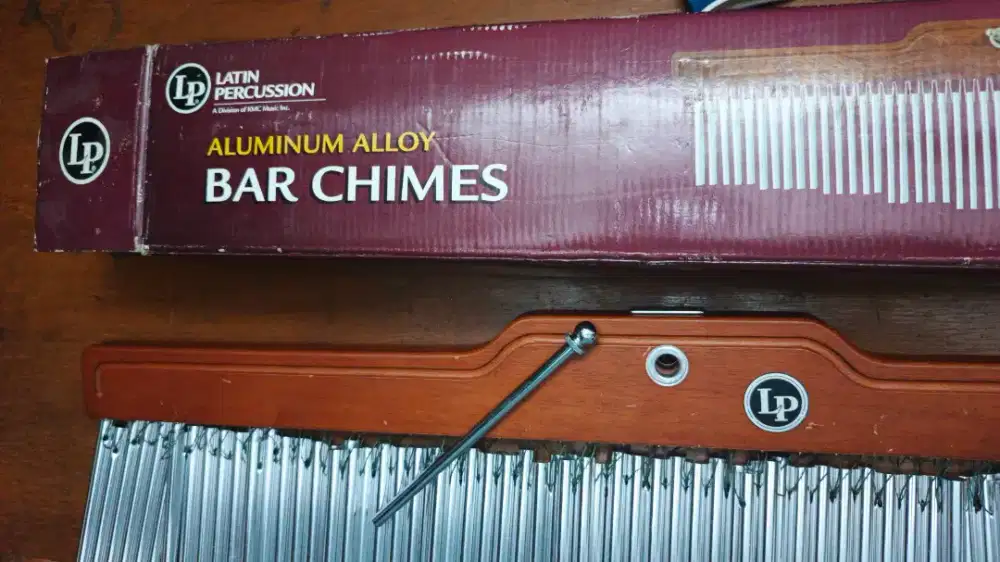 LP
LP
LATIN
PERCUSSION
A Division of KMC Music Inc.
ALUMINUM ALLOY
BAR CHIMES
LP